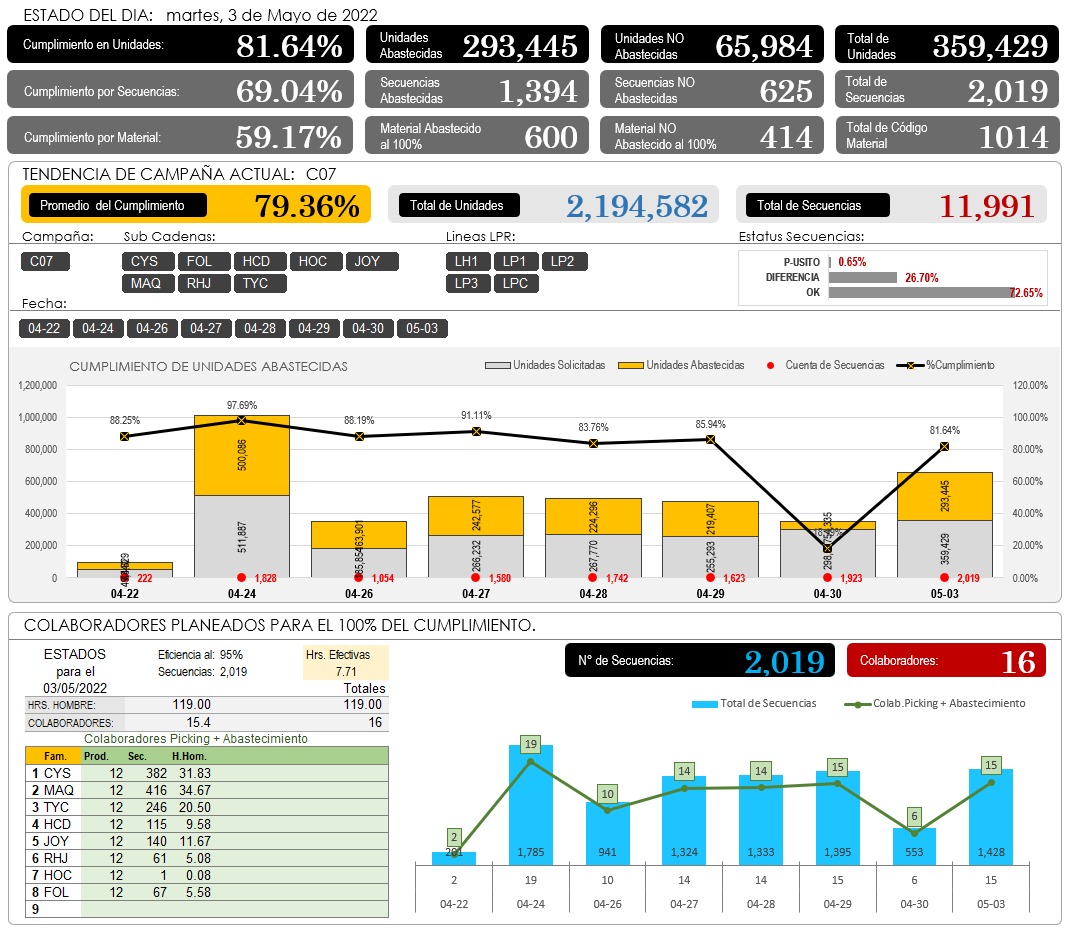 ESTADO DEL DIA: martes, 3 de Mayo de 2022
Cumplimiento en Unidades: 81.64%
Unidades Abastecidas 293,445
Unidades NO Abastecidas 65,984
Total de Unidades 359,429
Cumplimiento por Secuencias: 69.04%
Secuencias Abastecidas 1,394
Secuencias NO Abastecidas 625
Total de Secuencias 2,019
Cumplimiento por Material: 59.17%
Material Abastecido al 100% 600
Material NO Abastecido al 100% 414
Total de Código Material 1014
TENDENCIA DE CAMPAÑA ACTUAL: C07
Promedio del Cumplimiento 79.36%
Total de Unidades 2,194,582
Total de Secuencias 11,991
Campaña: Sub Cadenas: Lineas LPR: Estatus Secuencias:
C07 CYS FOL HCD HOC JOY LH1 LP1 LP2
MAQ RHJ TYC LP3 LPC
P-USITO 0.65%
DIFERENCIA 26.70%
OK 72.65%
Fecha:
04-22 04-24 04-26 04-27 04-28 04-29 04-30 05-03
CUMPLIMIENTO DE UNIDADES ABASTECIDAS
Unidades Solicitadas Unidades Abastecidas Cuenta de Secuencias %Cumplimiento
1,200,000 120.00%
1,000,000 100.00%
800,000 80.00%
600,000 60.00%
400,000 40.00%
200,000 20.00%
0 0.00%
88.25% 97.69% 88.19% 91.11% 83.76% 85.94% 81.64%
500,086 242,577 224,296 219,407 293,445
511,887 266,232 267,770 255,293 359,429
222 1,828 1,054 1,580 1,742 1,623 1,923 2,019
04-22 04-24 04-26 04-27 04-28 04-29 04-30 05-03
COLABORADORES PLANEADOS PARA EL 100% DEL CUMPLIMIENTO.
ESTADOS Eficiencia al: 95% Hrs. Efectivas
para el Secuencias: 2,019 7.71
03/05/2022 Totales
HRS. HOMBRE: 119.00 119.00
COLABORADORES: 15.4 16
Colaboradores Picking + Abastecimiento
Fam. Prod. Sec. H.Hom.
1 CYS 12 382 31.83
2 MAQ 12 416 34.67
3 TYC 12 246 20.50
4 HCD 12 115 9.58
5 JOY 12 140 11.67
6 RHJ 12 61 5.08
7 HOC 12 1 0.08
8 FOL 12 67 5.58
9
N° de Secuencias: 2,019
Colaboradores: 16
Total de Secuencias Colab.Picking + Abastecimiento
2 19 10 14 14 15 6 15
1,785 941 1,324 1,333 1,395 553 1,428
2 19 10 14 14 15 6 15
04-22 04-24 04-26 04-27 04-28 04-29 04-30 05-03